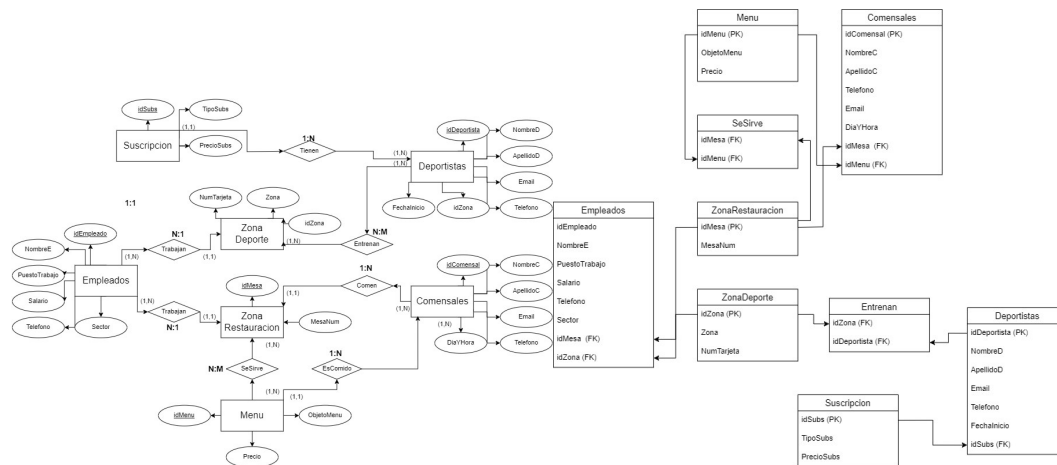 idSubs
TipoSubs
(1,1)
Suscripcion
PrecioSubs
1:N
Tienen
(1,N)
(1,N)
idDeportista
NombreD
Deportistas
ApellidoD
Email
FechaInicio
idZona
Telefono
1:1
NumTarjeta
Zona
idZona
Zona
Deporte
(1,N)
N:M
Entrenan
idEmpleado
NombreE
(1,N)
N:1
Trabajan
(1,1)
PuestoTrabajo
Empleados
Salario
(1,N)
Telefono
Sector
Trabajan
N:1
(1,1)
idMesa
(1,1)
Zona
Restauracion
MesaNum
(1,N)
1:N
Comen
(1,N)
idComensal
NombreC
Comensales
ApellidoC
Email
(1,N)
DiaYHora
Telefono
N:M
SeSirve
1:N
EsComido
(1,N)
(1,1)
idMenu
Menu
ObjetoMenu
Precio
Empleados
idEmpleado
NombreE
PuestoTrabajo
Salario
Telefono
Sector
idMesa (FK)
idZona (FK)
Menu
idMenu (PK)
ObjetoMenu
Precio
SeSirve
idMesa (FK)
idMenu (FK)
ZonaRestauracion
idMesa (PK)
MesaNum
ZonaDeporte
idZona (PK)
Zona
NumTarjeta
Suscripcion
idSubs (PK)
TipoSubs
PrecioSubs
Comensales
idComensal (PK)
NombreC
ApellidoC
Telefono
Email
DiaYHora
idMesa (FK)
idMenu (FK)
Entrenan
idZona (FK)
idDeportista (FK)
Deportistas
idDeportista (PK)
NombreD
ApellidoD
Email
Telefono
FechaInicio
idSubs (FK)